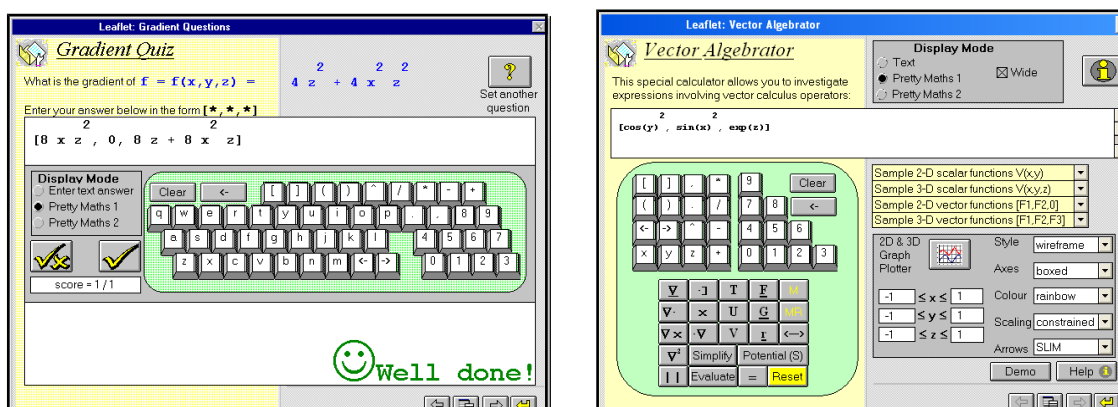 Leaflet: Gradient Questions
Gradient Quiz
What is the gradient of f = f(x,y,z) = 4 z² + 4 x² z²
Set another question
Enter your answer below in the form [*,*,*]
[8 x z², 0, 8 z + 8 x² z]
Display Mode
Enter text answer
Pretty Maths 1
Pretty Maths 2
Clear <- [ ] ( ) ^ / * - +
q w e r t y u i o p . , 8 9
a s d f g h j k l 4 5 6 7
z x c v b n m <- -> 0 1 2 3
score = 1 / 1
Well done!
Leaflet: Vector Algebrator
Vector Algebrator
This special calculator allows you to investigate
expressions involving vector calculus operators:
Display Mode
Text
Pretty Maths 1
Pretty Maths 2
Wide
[cos(y)², sin(x)², exp(z)]
[ ] , * 9 Clear
( ) . / 7 8 <-
<- -> ^ - 4 5 6
x y z + 0 1 2 3
∇ ·] T F M
∇· × U G MR
∇× ·∇ V r <-->
∇² Simplify Potential (S)
| | Evaluate = Reset
Sample 2-D scalar functions V(x,y)
Sample 3-D scalar functions V(x,y,z)
Sample 2-D vector functions [F1,F2,0]
Sample 3-D vector functions [F1,F2,F3]
2D & 3D
Graph
Plotter
-1 ≤ x ≤ 1
-1 ≤ y ≤ 1
-1 ≤ z ≤ 1
Style wireframe
Axes boxed
Colour rainbow
Scaling constrained
Arrows SLIM
Demo Help